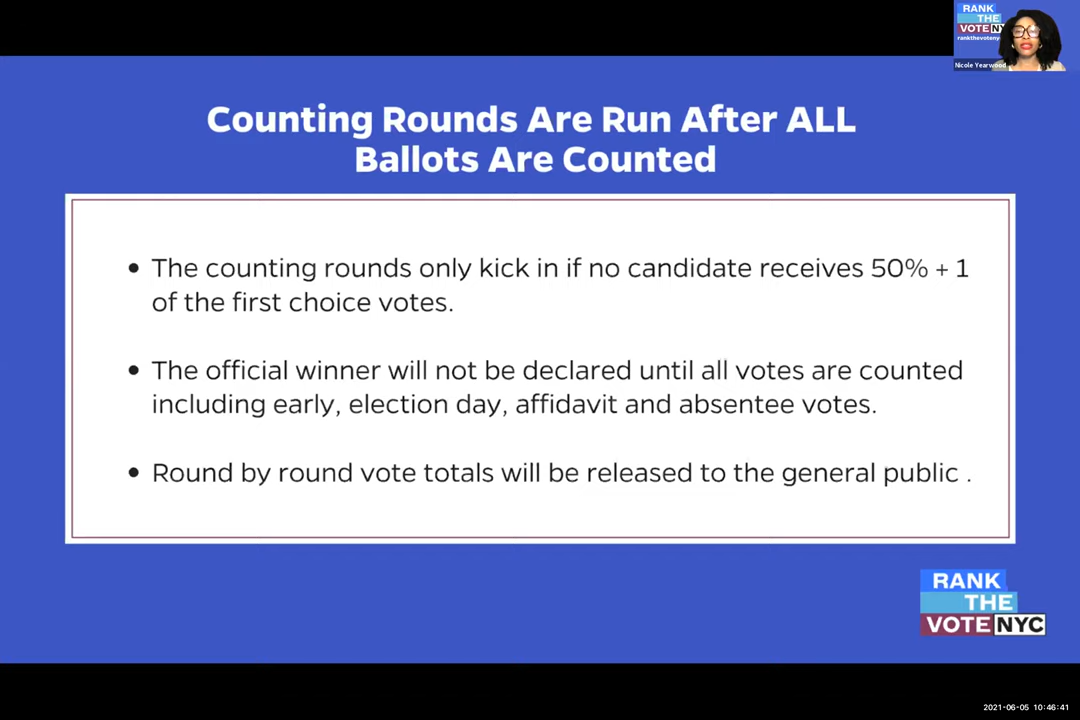 RANK
THE
VOTE NY
rankthevoteny
Nicole Yearwood
Counting Rounds Are Run After ALL
Ballots Are Counted
• The counting rounds only kick in if no candidate receives 50% + 1
of the first choice votes.
• The official winner will not be declared until all votes are counted
including early, election day, affidavit and absentee votes.
• Round by round vote totals will be released to the general public .
RANK
THE
VOTE NYC
2021-06-05 10:46:41